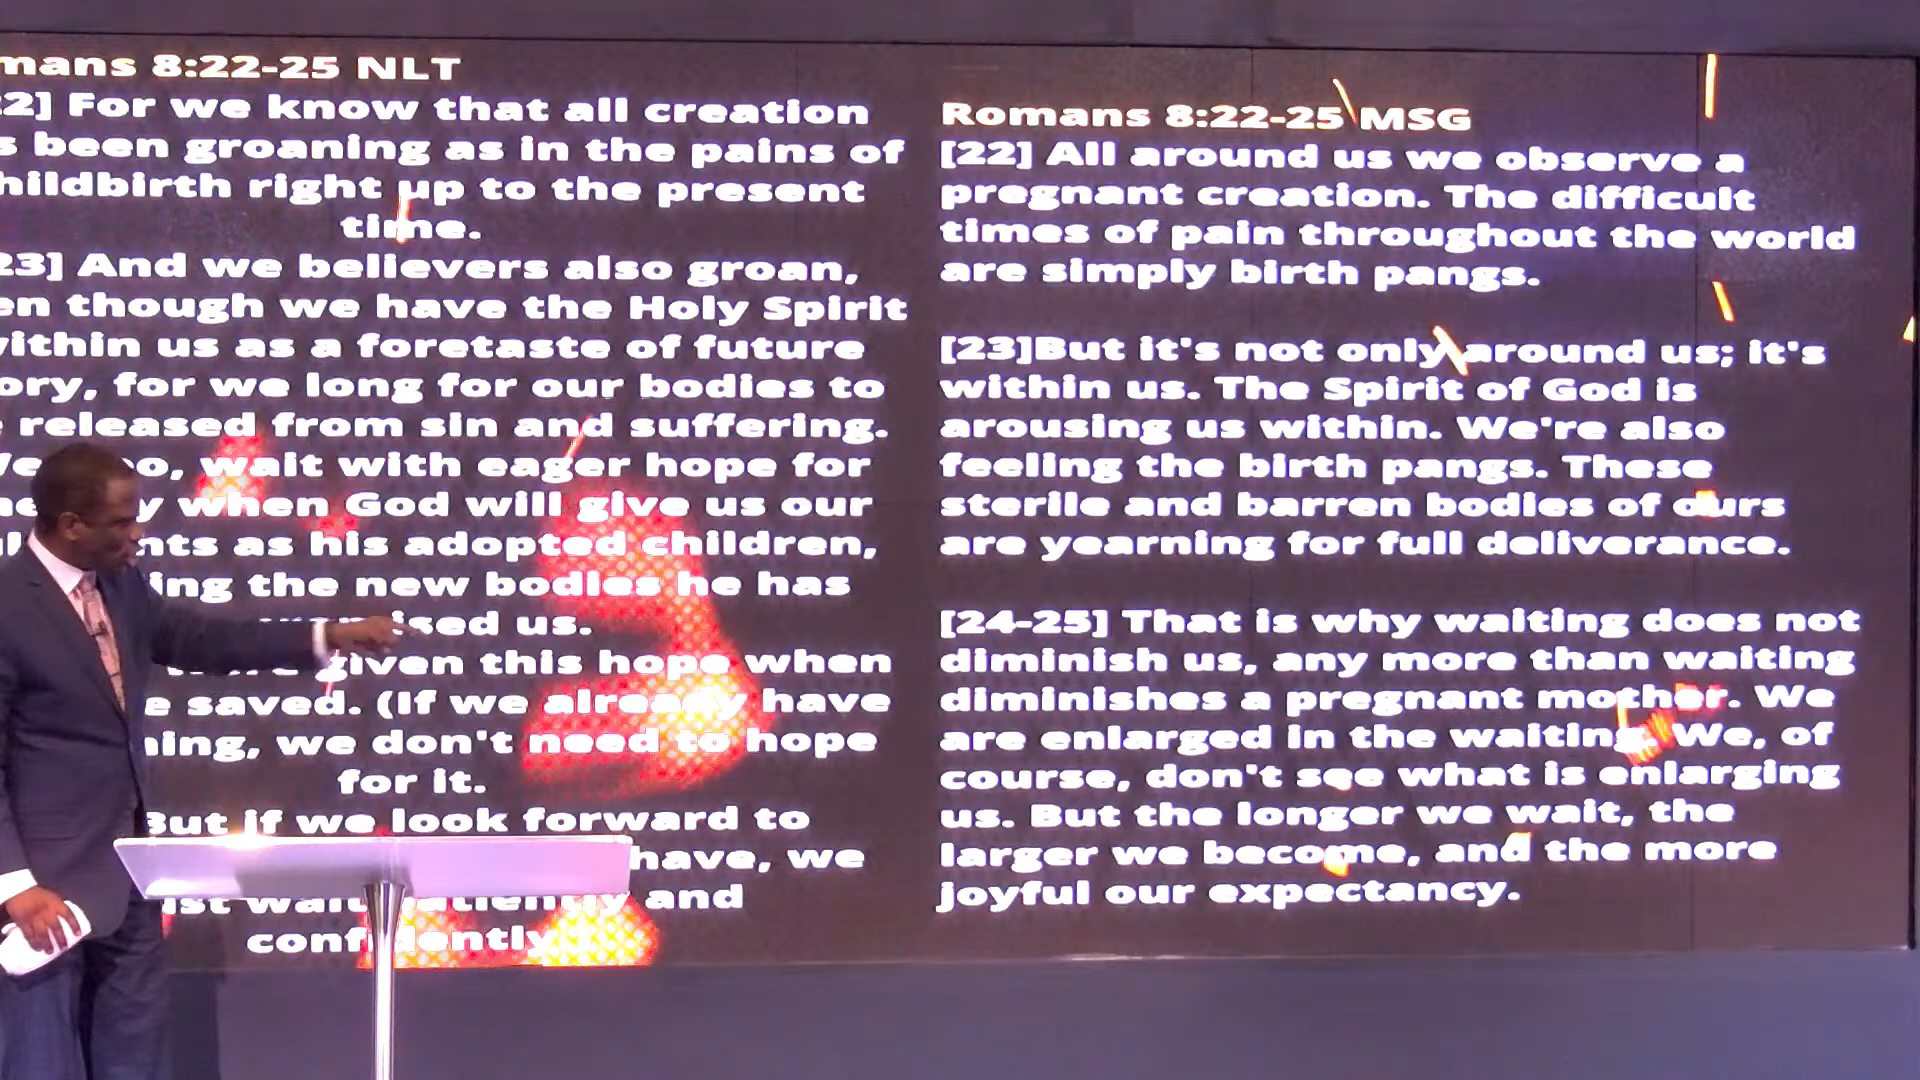 mans 8:22-25 NLT
2] For we know that all creation
s been groaning as in the pains of
hildbirth right up to the present
time.
23] And we believers also groan,
en though we have the Holy Spirit
within us as a foretaste of future
ory, for we long for our bodies to
released from sin and suffering.
wait with eager hope for
when God will give us our
nts as his adopted children,
ing the new bodies he has
ised us.
given this hope when
e saved. (If we already have
hing, we don't need to hope
for it.
But if we look forward to
have, we
wait patiently and
confidently
Romans 8:22-25 MSG
[22] All around us we observe a
pregnant creation. The difficult
times of pain throughout the world
are simply birth pangs.
[23]But it's not only around us; it's
within us. The Spirit of God is
arousing us within. We're also
feeling the birth pangs. These
sterile and barren bodies of ours
are yearning for full deliverance.
[24-25] That is why waiting does not
diminish us, any more than waiting
diminishes a pregnant mother. We
are enlarged in the waiting. We, of
course, don't see what is enlarging
us. But the longer we wait, the
larger we become, and the more
joyful our expectancy.